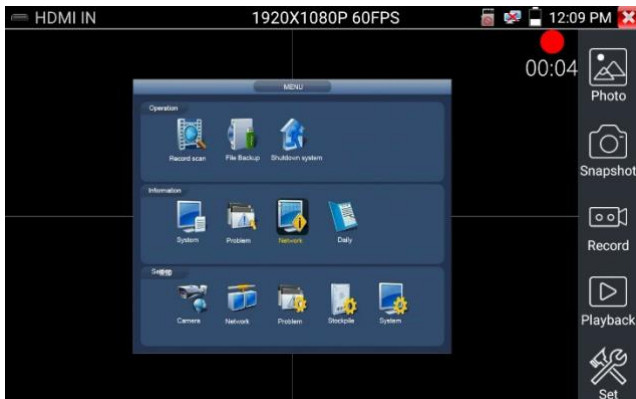 HDMI IN 1920X1080P 60FPS 12:09 PM
00:04
MENU
Operation
Record scan File Backup Shutdown system
Information
System Problem Network Daily
Camera Network Problem Stockpile System
Photo
Snapshot
Record
Playback
Set